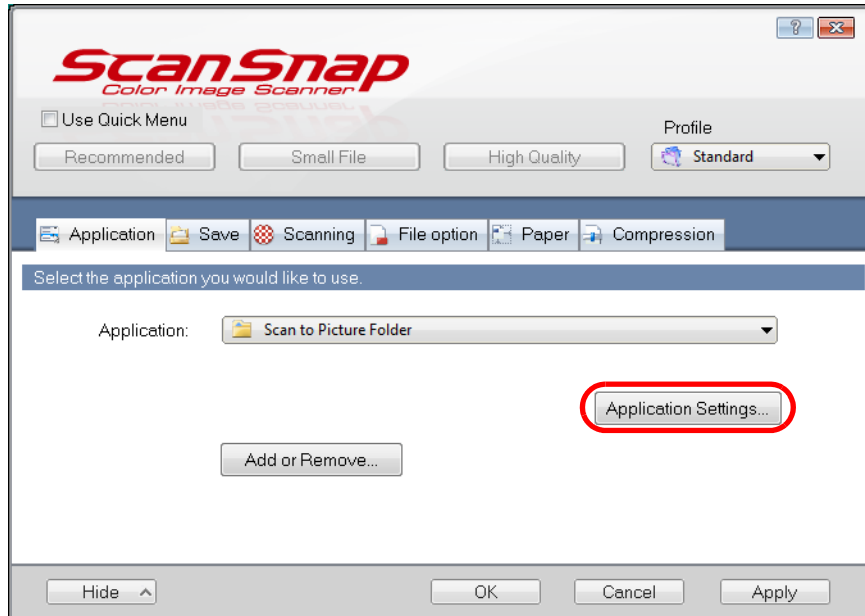 ScanSnap
Color Image Scanner
Use Quick Menu
Profile
Recommended Small File High Quality Standard
Application Save Scanning File option Paper Compression
Select the application you would like to use.
Application: Scan to Picture Folder
Application Settings...
Add or Remove...
Hide OK Cancel Apply